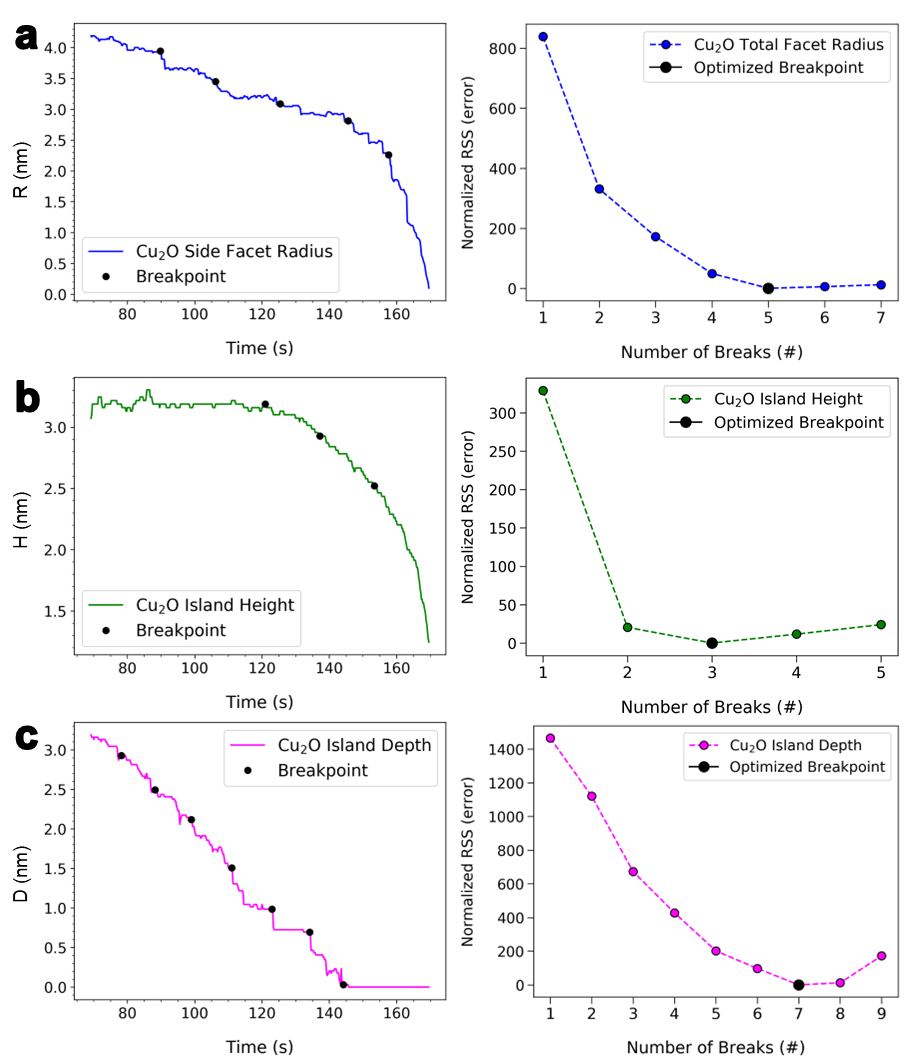 a
4.0
3.5
3.0
2.5
2.0
1.5
1.0
0.5
0.0
R (nm)
Cu₂O Side Facet Radius
Breakpoint
80 100 120 140 160
Time (s)
800
600
400
200
0
Normalized RSS (error)
Cu₂O Total Facet Radius
Optimized Breakpoint
1 2 3 4 5 6 7
Number of Breaks (#)
b
3.0
2.5
2.0
1.5
H (nm)
Cu₂O Island Height
Breakpoint
80 100 120 140 160
Time (s)
300
250
200
150
100
50
0
Normalized RSS (error)
Cu₂O Island Height
Optimized Breakpoint
1 2 3 4 5
Number of Breaks (#)
c
3.0
2.5
2.0
1.5
1.0
0.5
0.0
D (nm)
Cu₂O Island Depth
Breakpoint
80 100 120 140 160
Time (s)
1400
1200
1000
800
600
400
200
0
Normalized RSS (error)
Cu₂O Island Depth
Optimized Breakpoint
1 2 3 4 5 6 7 8 9
Number of Breaks (#)